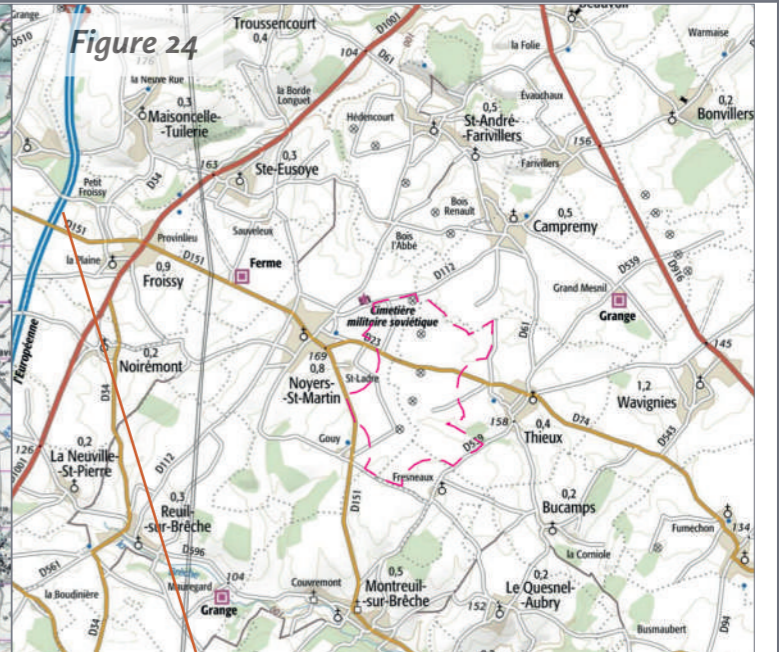 Figure 24
Grange
D510
Troussencourt
0,4
D1001
104
D61
Beauvoir
la Folie
Warmaise
176
la Neuve Rue
la Borde
Longuet
Évauchaux
0,3
Maisoncelle-
-Tuilerie
Hédencourt
0,5
St-André-
-Farivillers
0,2
Bonvillers
156
163
D34
0,3
Ste-Eusoye
Farivillers
Petit
Froissy
Bois
Renault
0,5
Campremy
D151
Provinlieu
Sauveleux
Bois
l'Abbé
la Plaine
D151
D112
D539
D916
0,9
Froissy
Ferme
Grand Mesnil
Grange
l'Européenne
Cimetière
militaire soviétique
D23
D61
145
0,2
Noirémont
169
0,8
Noyers-
-St-Martin
St-Ladre
1,2
Wavignies
D34
158
0,4
Thieux
D74
126
0,2
La Neuville-
-St-Pierre
D112
Gouy
D539
D543
D1001
Fresneaux
0,3
Reuil-
-sur-Brêche
D151
0,2
Bucamps
Fumechon
134
D596
la Corniole
D561
Brêche
Mauregard
104
Couvremont
0,5
Montreuil-
-sur-Brêche
0,2
Le Quesnel-
-Aubry
la Boudinière
Grange
152
D34
Busmaubert
D94